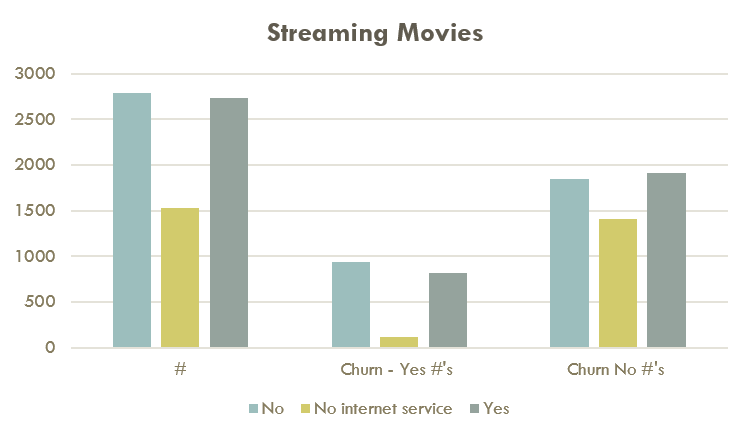 Streaming Movies
3000
2500
2000
1500
1000
500
0
# Churn - Yes #'s Churn No #'s
No No internet service Yes